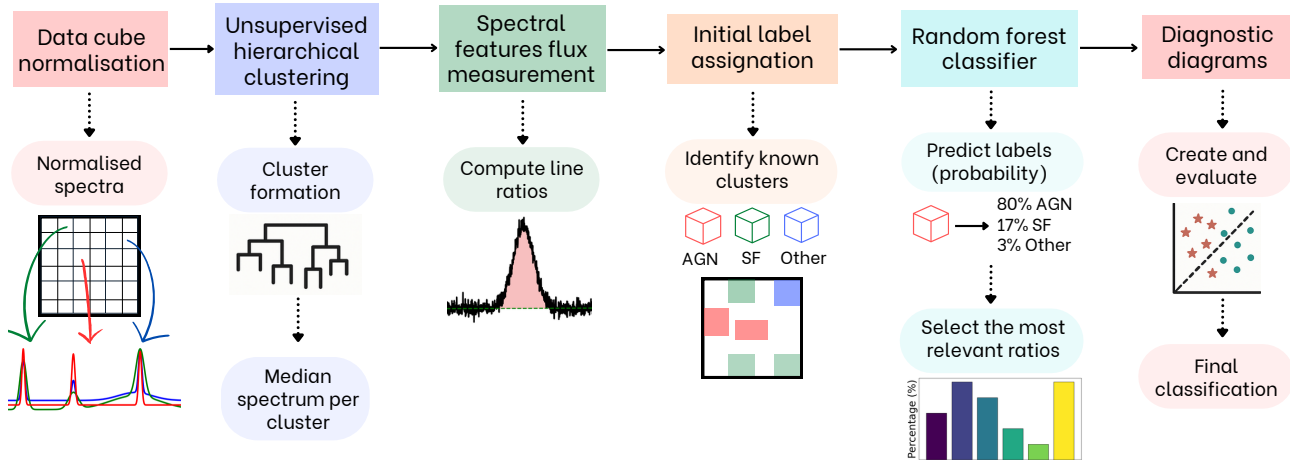 Data cube
normalisation
Unsupervised
hierarchical
clustering
Spectral
features flux
measurement
Initial label
assignation
Random forest
classifier
Diagnostic
diagrams
Normalised
spectra
Cluster
formation
Median
spectrum per
cluster
Compute line
ratios
Identify known
clusters
AGN
SF
Other
Predict labels
(probability)
80% AGN
17% SF
3% Other
Select the most
relevant ratios
Percentage (%)
Create and
evaluate
Final
classification